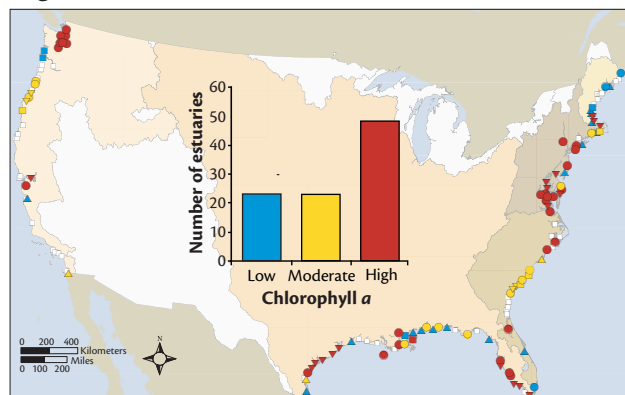 60
50
40
30
20
10
0
Number of estuaries
Low Moderate High
Chlorophyll a
N
0 200 400
Kilometers
Miles
0 100 200